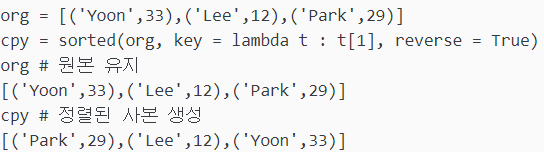 org = [('Yoon',33),('Lee',12),('Park',29)]
cpy = sorted(org, key = lambda t : t[1], reverse = True)
org # 원본 유지
[('Yoon',33),('Lee',12),('Park',29)]
cpy # 정렬된 사본 생성
[('Park',29),('Lee',12),('Yoon',33)]